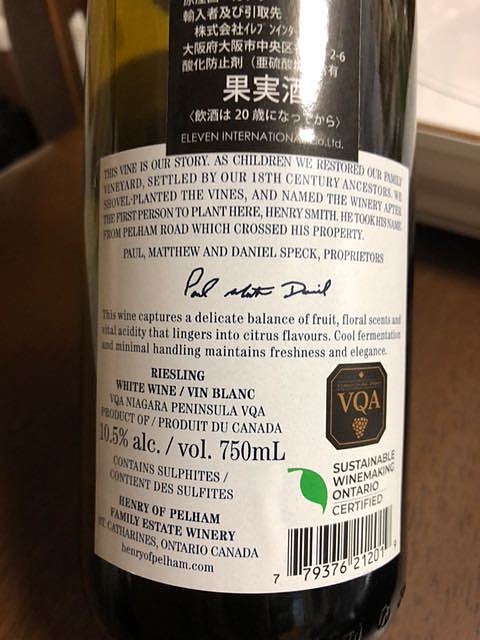 輸入者及び引取先
株式会社イレブンインター
大阪府大阪市中央区 2-6
酸化防止剤(亜硫酸
果実酒
〈飲酒は20歳になってから〉
ELEVEN INTERNATIONAL Co.,Ltd.
THIS VINE IS OUR STORY. AS CHILDREN WE RESTORED OUR FAMILY
VINEYARD, SETTLED BY OUR 18TH CENTURY ANCESTORS. WE
SHOVEL-PLANTED THE VINES, AND NAMED THE WINERY AFTER
THE FIRST PERSON TO PLANT HERE, HENRY SMITH. HE TOOK HIS NAME
FROM PELHAM ROAD WHICH CROSSED HIS PROPERTY.
PAUL, MATTHEW AND DANIEL SPECK, PROPRIETORS
Paul Matt Daniel
This wine captures a delicate balance of fruit, floral scents and
vital acidity that lingers into citrus flavours. Cool fermentation
and minimal handling maintains freshness and elegance.
RIESLING
WHITE WINE / VIN BLANC
VQA NIAGARA PENINSULA VQA
PRODUCT OF / PRODUIT DU CANADA
10.5% alc. / vol. 750mL
CONTAINS SULPHITES /
CONTIENT DES SULFITES
HENRY OF PELHAM
FAMILY ESTATE WINERY
ST. CATHARINES, ONTARIO CANADA
henryofpelham.com
VQA
SUSTAINABLE
WINEMAKING
ONTARIO
CERTIFIED
7 79376 21201 9